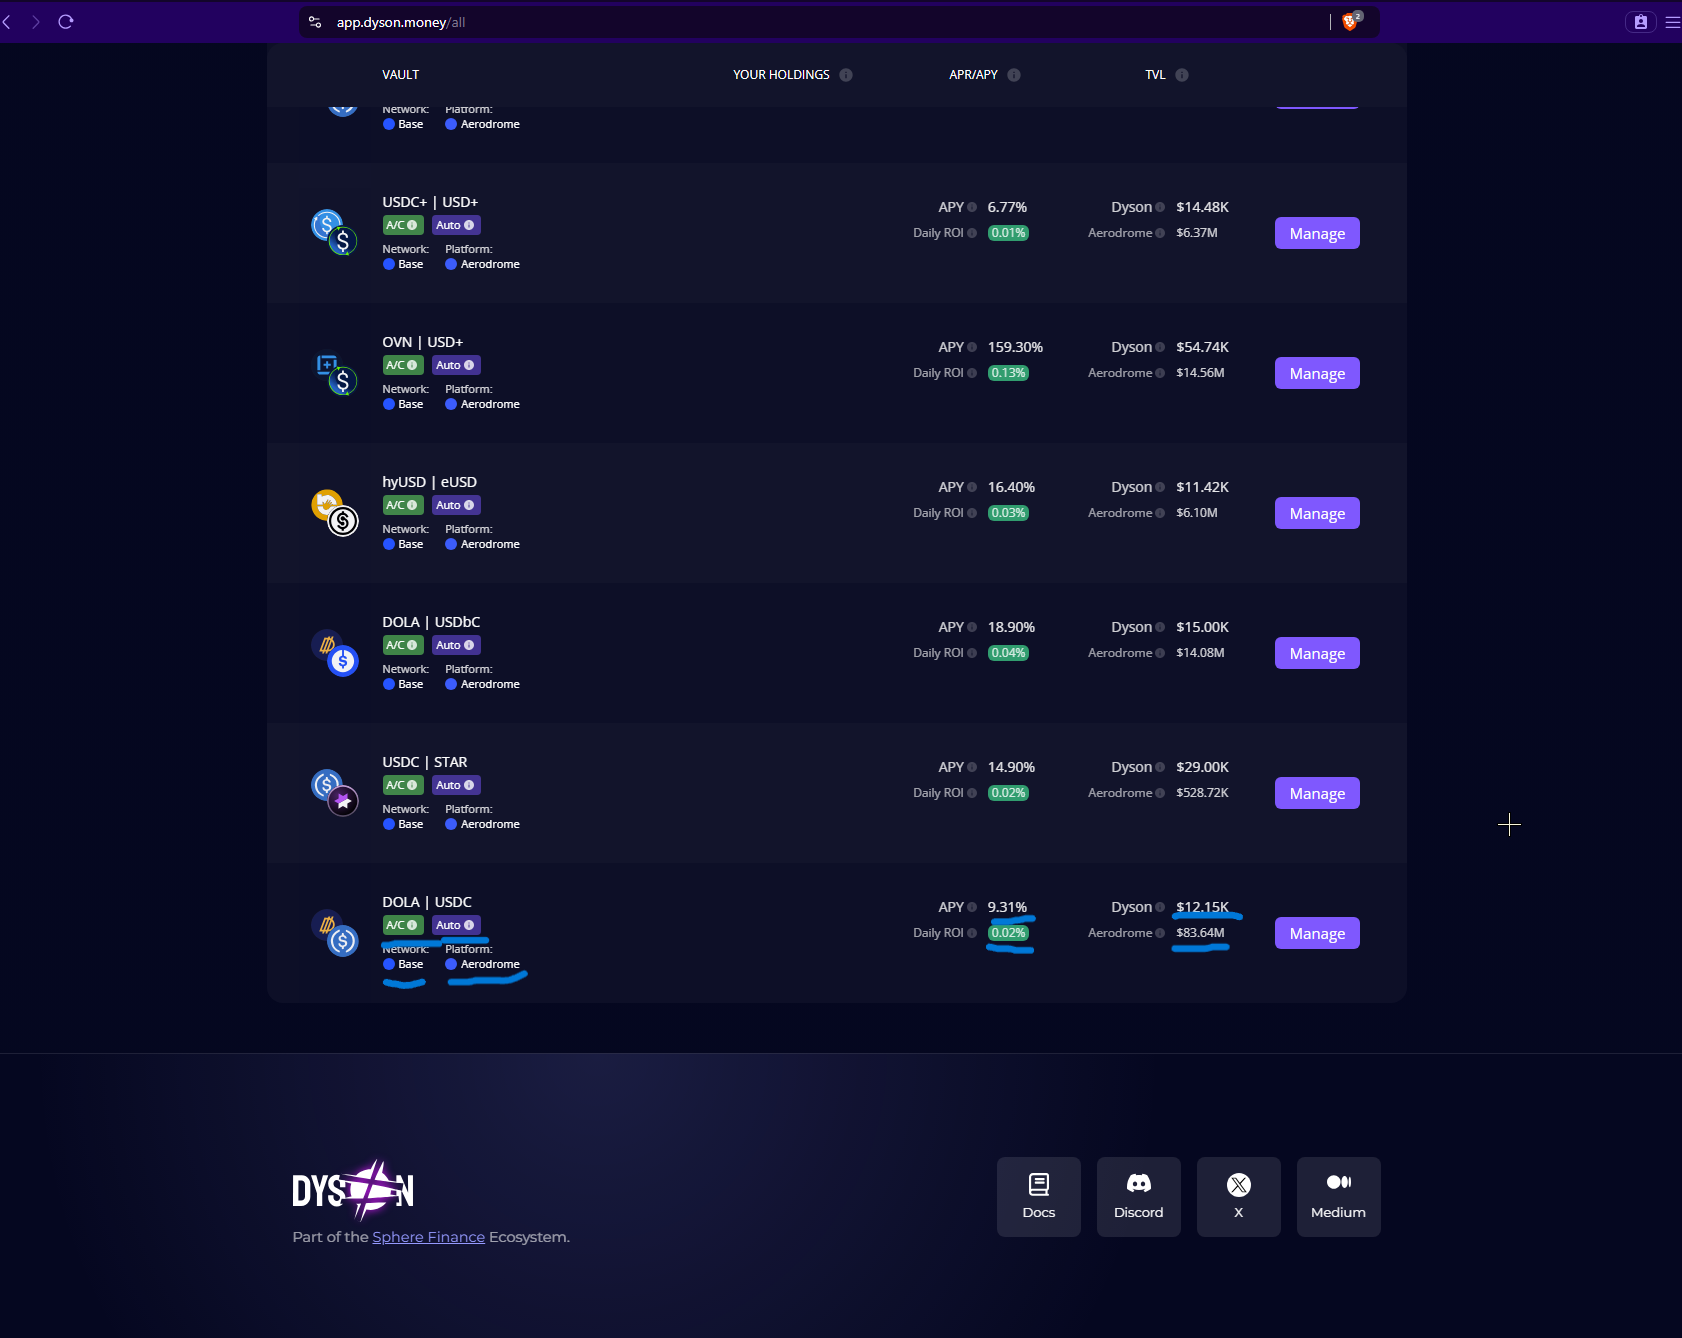 app.dyson.money/all
2
VAULT YOUR HOLDINGS APR/APY TVL
Network: Platform:
Base Aerodrome
USDC+ | USD+ APY 6.77% Dyson $14.48K
A/C Auto Daily ROI 0.01% Aerodrome $6.37M Manage
Network: Platform:
Base Aerodrome
OVN | USD+ APY 159.30% Dyson $54.74K
A/C Auto Daily ROI 0.13% Aerodrome $14.56M Manage
Network: Platform:
Base Aerodrome
hyUSD | eUSD APY 16.40% Dyson $11.42K
A/C Auto Daily ROI 0.03% Aerodrome $6.10M Manage
Network: Platform:
Base Aerodrome
DOLA | USDbC APY 18.90% Dyson $15.00K
A/C Auto Daily ROI 0.04% Aerodrome $14.08M Manage
Network: Platform:
Base Aerodrome
USDC | STAR APY 14.90% Dyson $29.00K
A/C Auto Daily ROI 0.02% Aerodrome $528.72K Manage
Network: Platform:
Base Aerodrome
DOLA | USDC APY 9.31% Dyson $12.15K
A/C Auto Daily ROI 0.02% Aerodrome $83.64M Manage
Network: Platform:
Base Aerodrome
DYSON
Part of the Sphere Finance Ecosystem.
Docs Discord X Medium